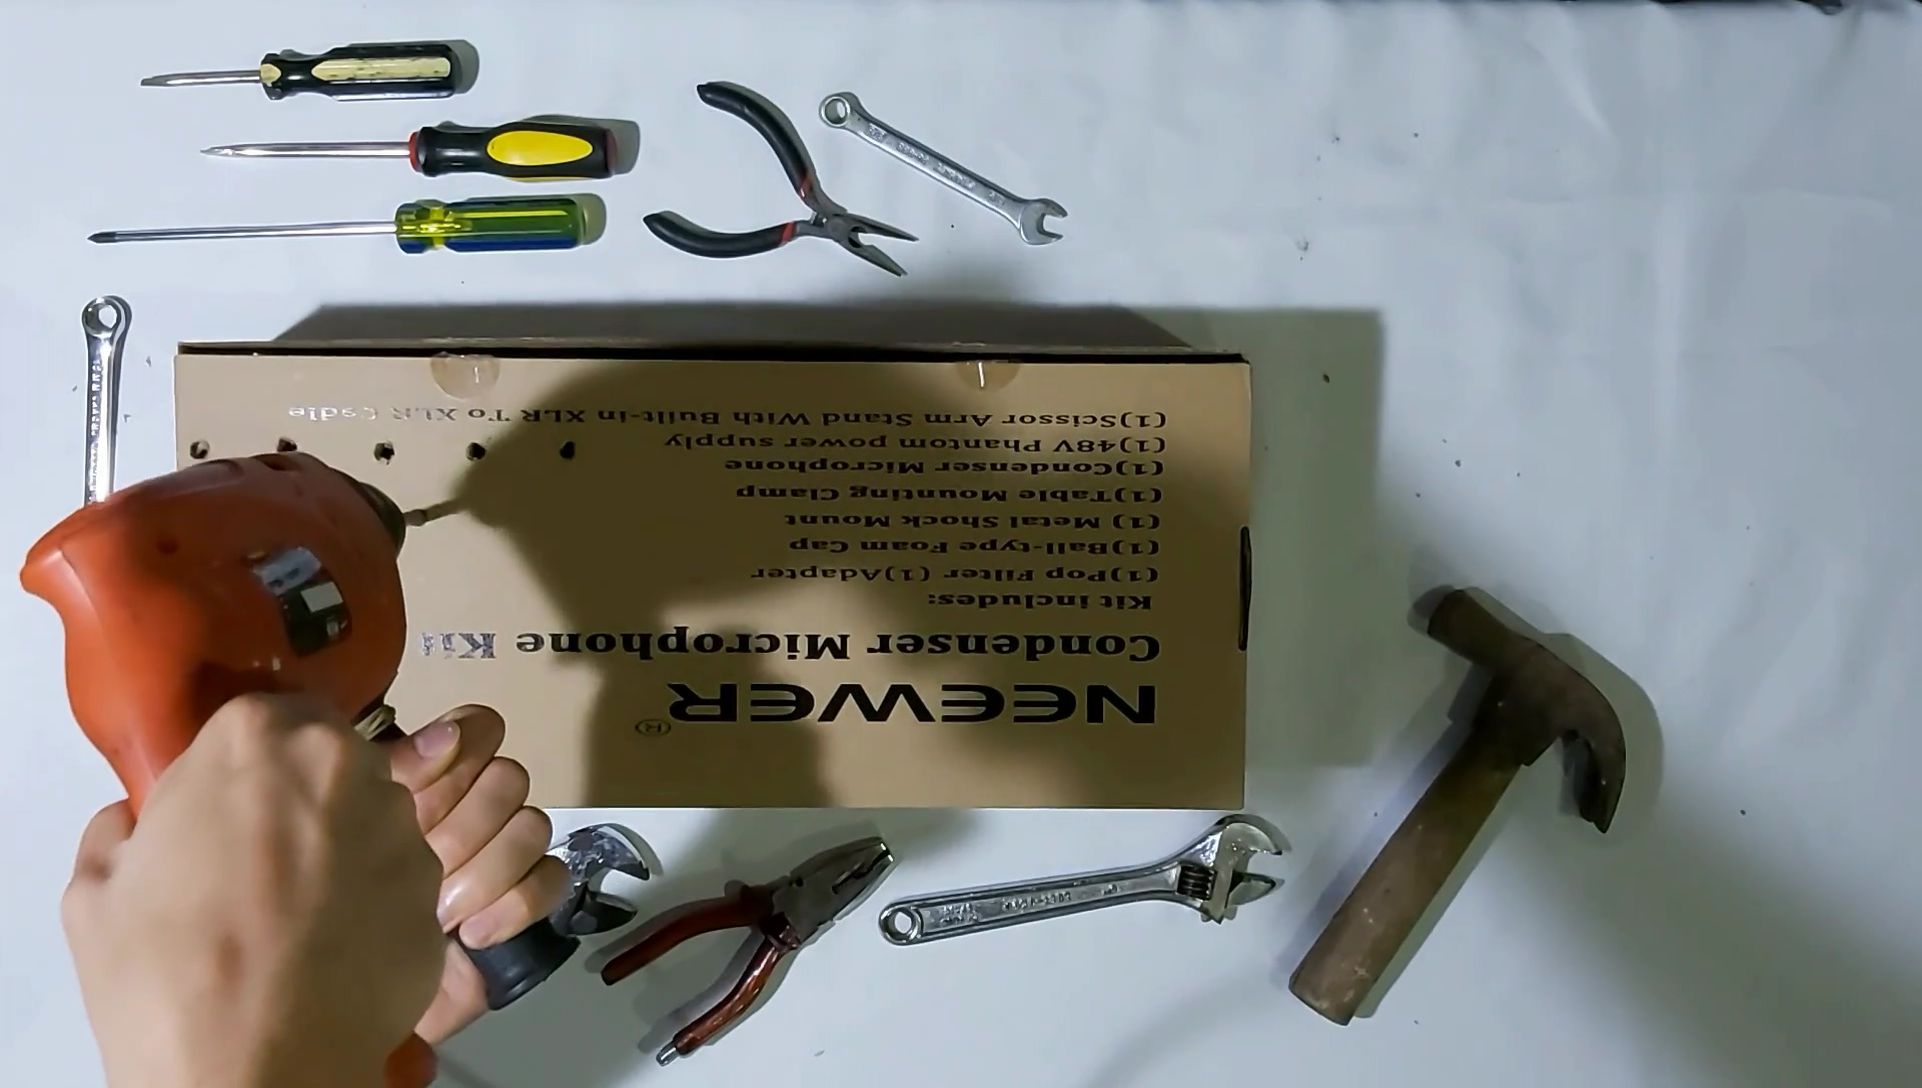 NEEWER®
Condenser Microphone Kit
Kit includes:
(1)Pop Filter (1)Adapter
(1)Ball-type Foam Cap
(1) Metal Shock Mount
(1)Table Mounting Clamp
(1)Condenser Microphone
(1)48V Phantom power supply
(1)Scissor Arm Stand With Built-in XLR To XLR Cable